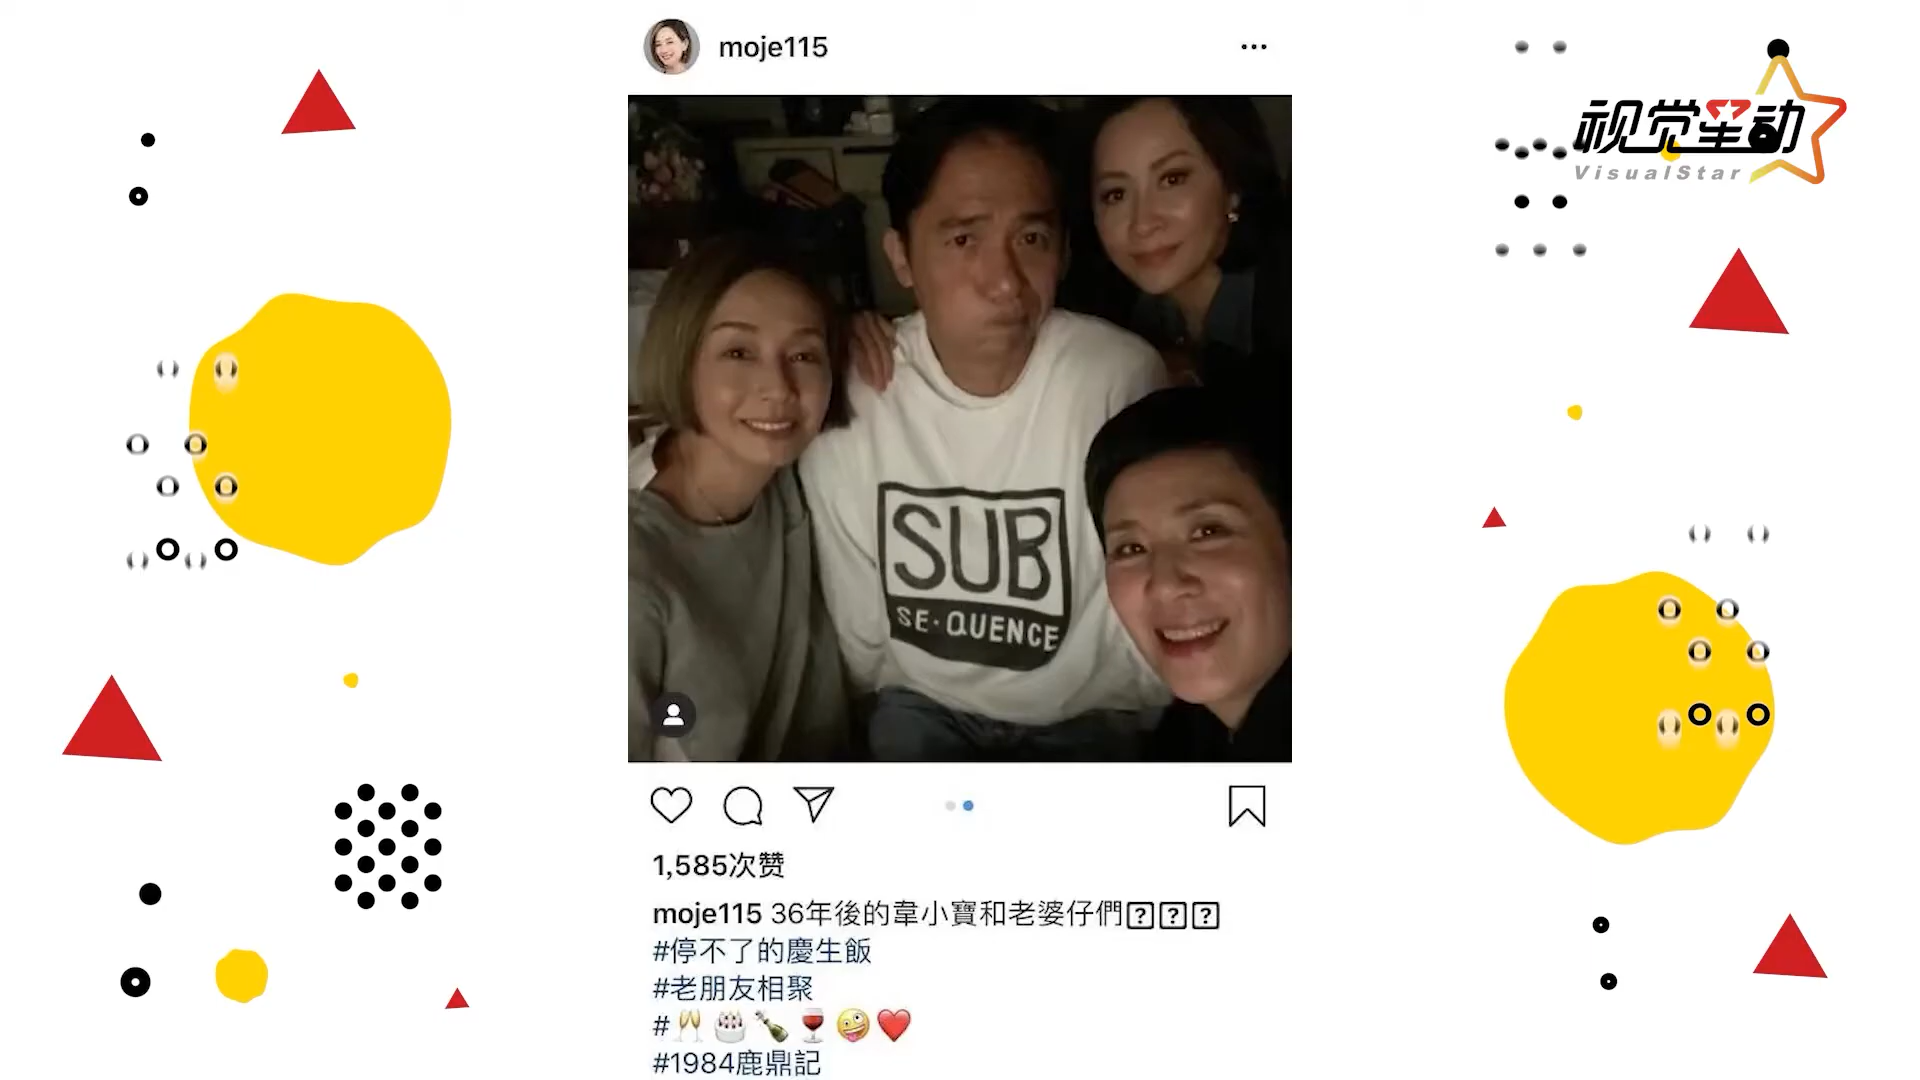 moje115
视觉星动
VisualStar
SUB
SE·QUENCE
1,585次赞
moje115 36年後的韋小寶和老婆仔們
#停不了的慶生飯
#老朋友相聚
#🥂🎂🍾🍷🤪❤️
#1984鹿鼎記